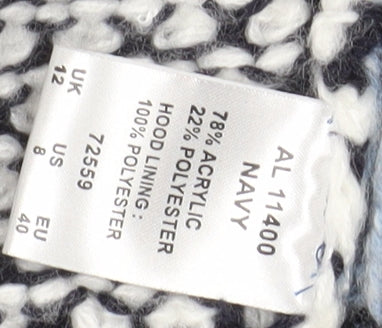 AL 11400
NAVY
78% ACRYLIC
22% POLYESTER
HOOD LINING :
100% POLYESTER
72559
UK US EU
12 8 40